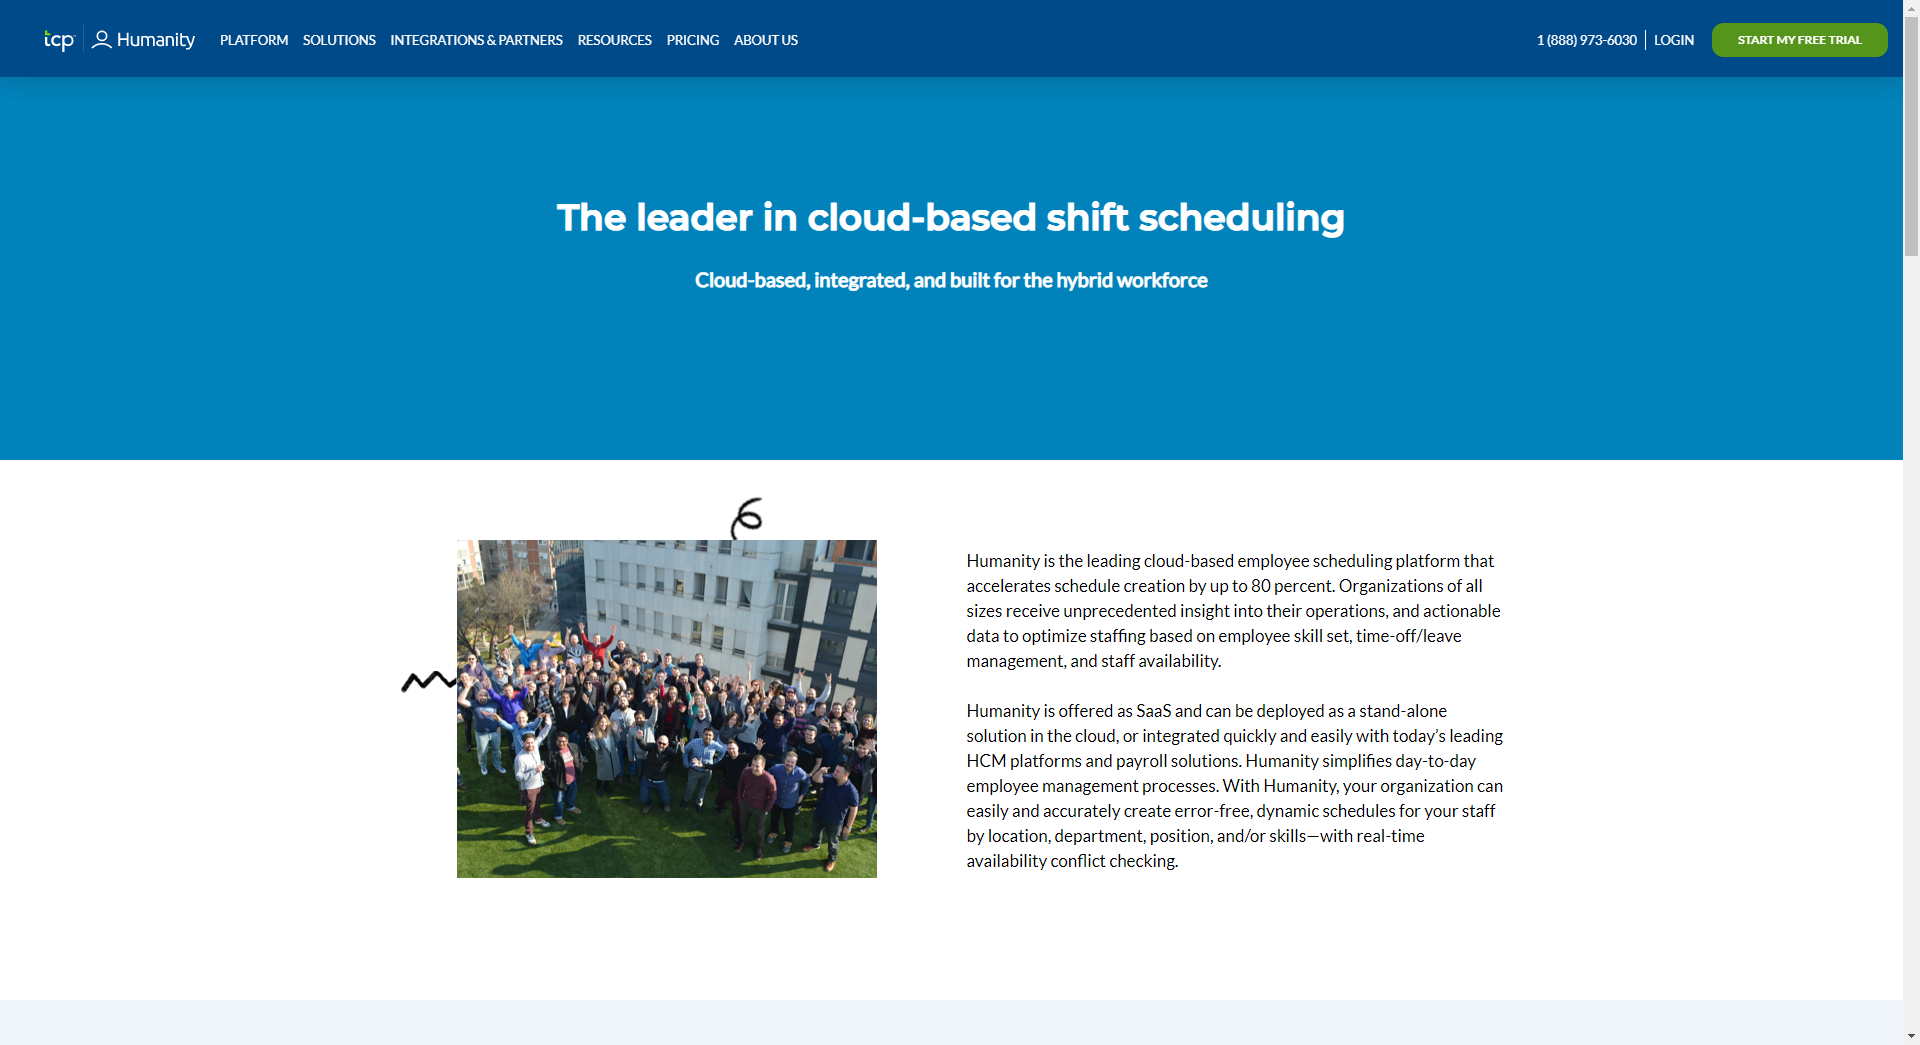 tcp Humanity PLATFORM SOLUTIONS INTEGRATIONS & PARTNERS RESOURCES PRICING ABOUT US 1 (888) 973-6030 LOGIN START MY FREE TRIAL
The leader in cloud-based shift scheduling
Cloud-based, integrated, and built for the hybrid workforce
Humanity is the leading cloud-based employee scheduling platform that
accelerates schedule creation by up to 80 percent. Organizations of all
sizes receive unprecedented insight into their operations, and actionable
data to optimize staffing based on employee skill set, time-off/leave
management, and staff availability.
Humanity is offered as SaaS and can be deployed as a stand-alone
solution in the cloud, or integrated quickly and easily with today’s leading
HCM platforms and payroll solutions. Humanity simplifies day-to-day
employee management processes. With Humanity, your organization can
easily and accurately create error-free, dynamic schedules for your staff
by location, department, position, and/or skills—with real-time
availability conflict checking.